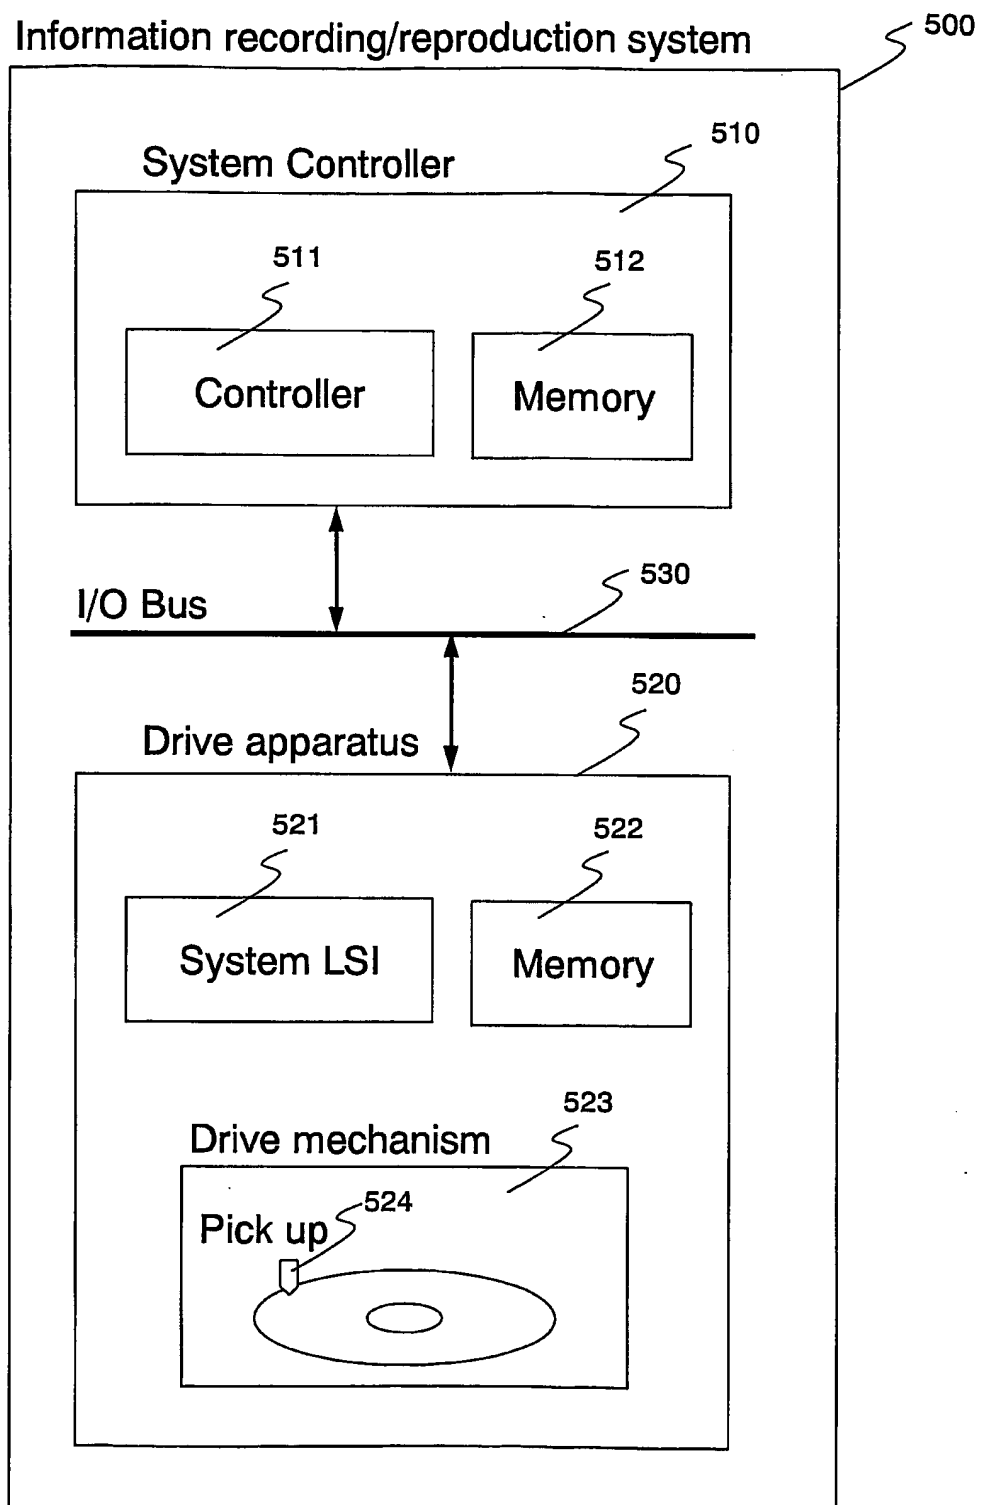 Information recording/reproduction system
500
System Controller
510
511
512
Controller
Memory
I/O Bus
530
520
Drive apparatus
521
522
System LSI
Memory
523
Drive mechanism
524
Pick up